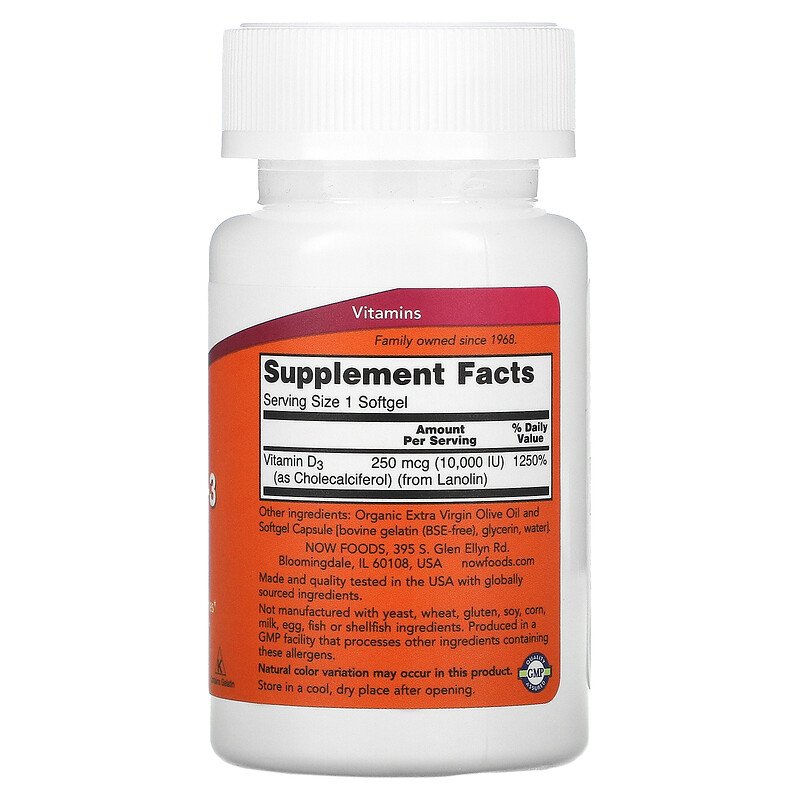 Vitamins
Family owned since 1968.
Supplement Facts
Serving Size 1 Softgel
Amount Per Serving
% Daily Value
Vitamin D3 250 mcg (10,000 IU) 1250%
(as Cholecalciferol) (from Lanolin)
Other ingredients: Organic Extra Virgin Olive Oil and
Softgel Capsule [bovine gelatin (BSE-free), glycerin, water].
NOW FOODS, 395 S. Glen Ellyn Rd.
Bloomingdale, IL 60108, USA nowfoods.com
Made and quality tested in the USA with globally
sourced ingredients.
Not manufactured with yeast, wheat, gluten, soy, corn,
milk, egg, fish or shellfish ingredients. Produced in a
GMP facility that processes other ingredients containing
these allergens.
Natural color variation may occur in this product.
Store in a cool, dry place after opening.
QUALITY
GMP
ASSURED
3
K
Contains Gelatin